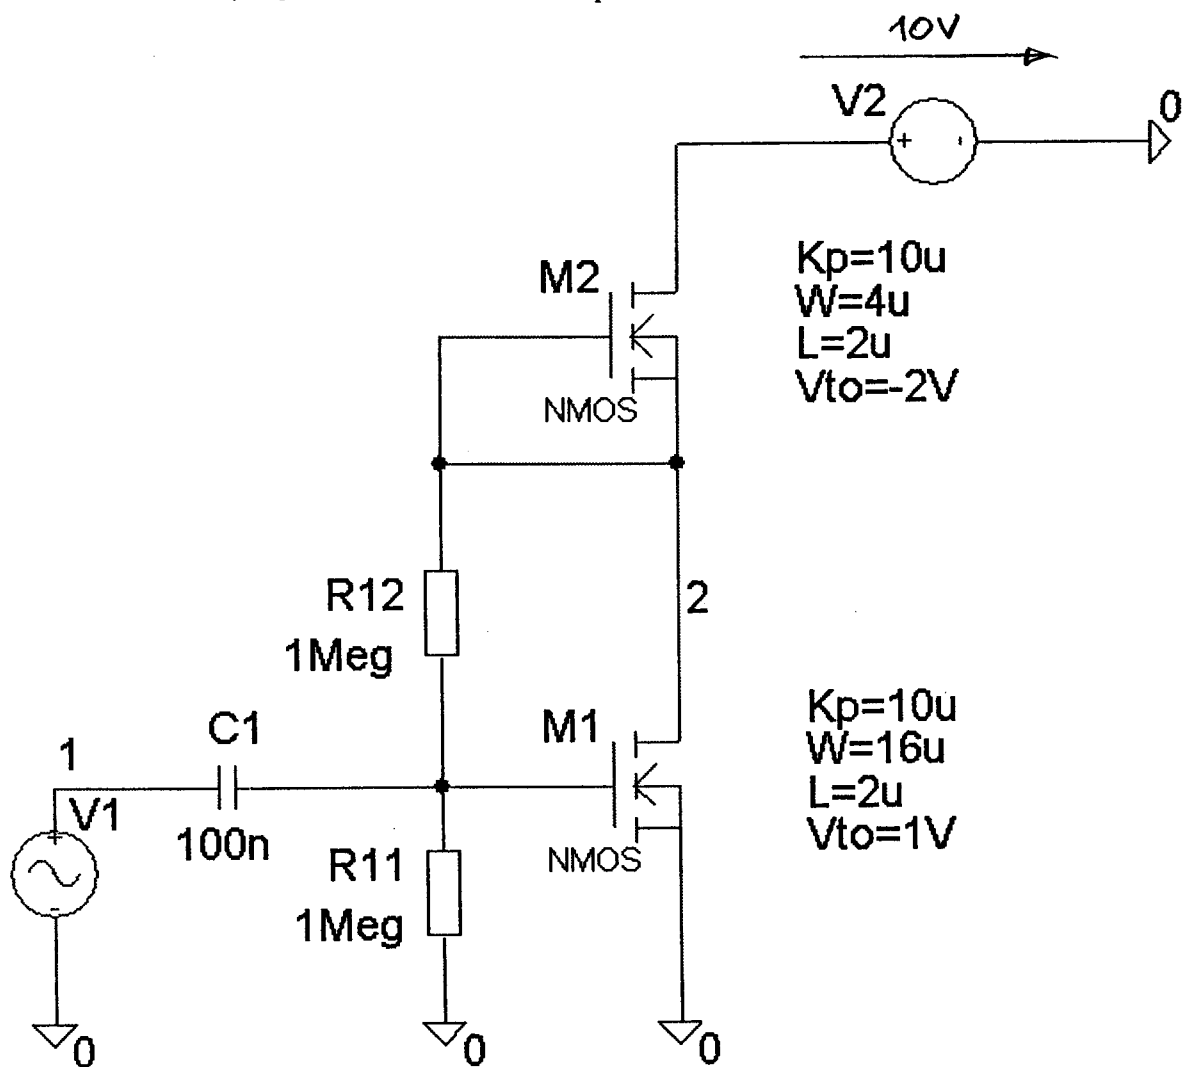 10V
V2
0
+ -
Kp=10u
W=4u
L=2u
Vto=-2V
M2
NMOS
R12
1Meg
2
Kp=10u
W=16u
L=2u
Vto=1V
M1
NMOS
C1
100n
1
V1
+
-
R11
1Meg
0
0
0